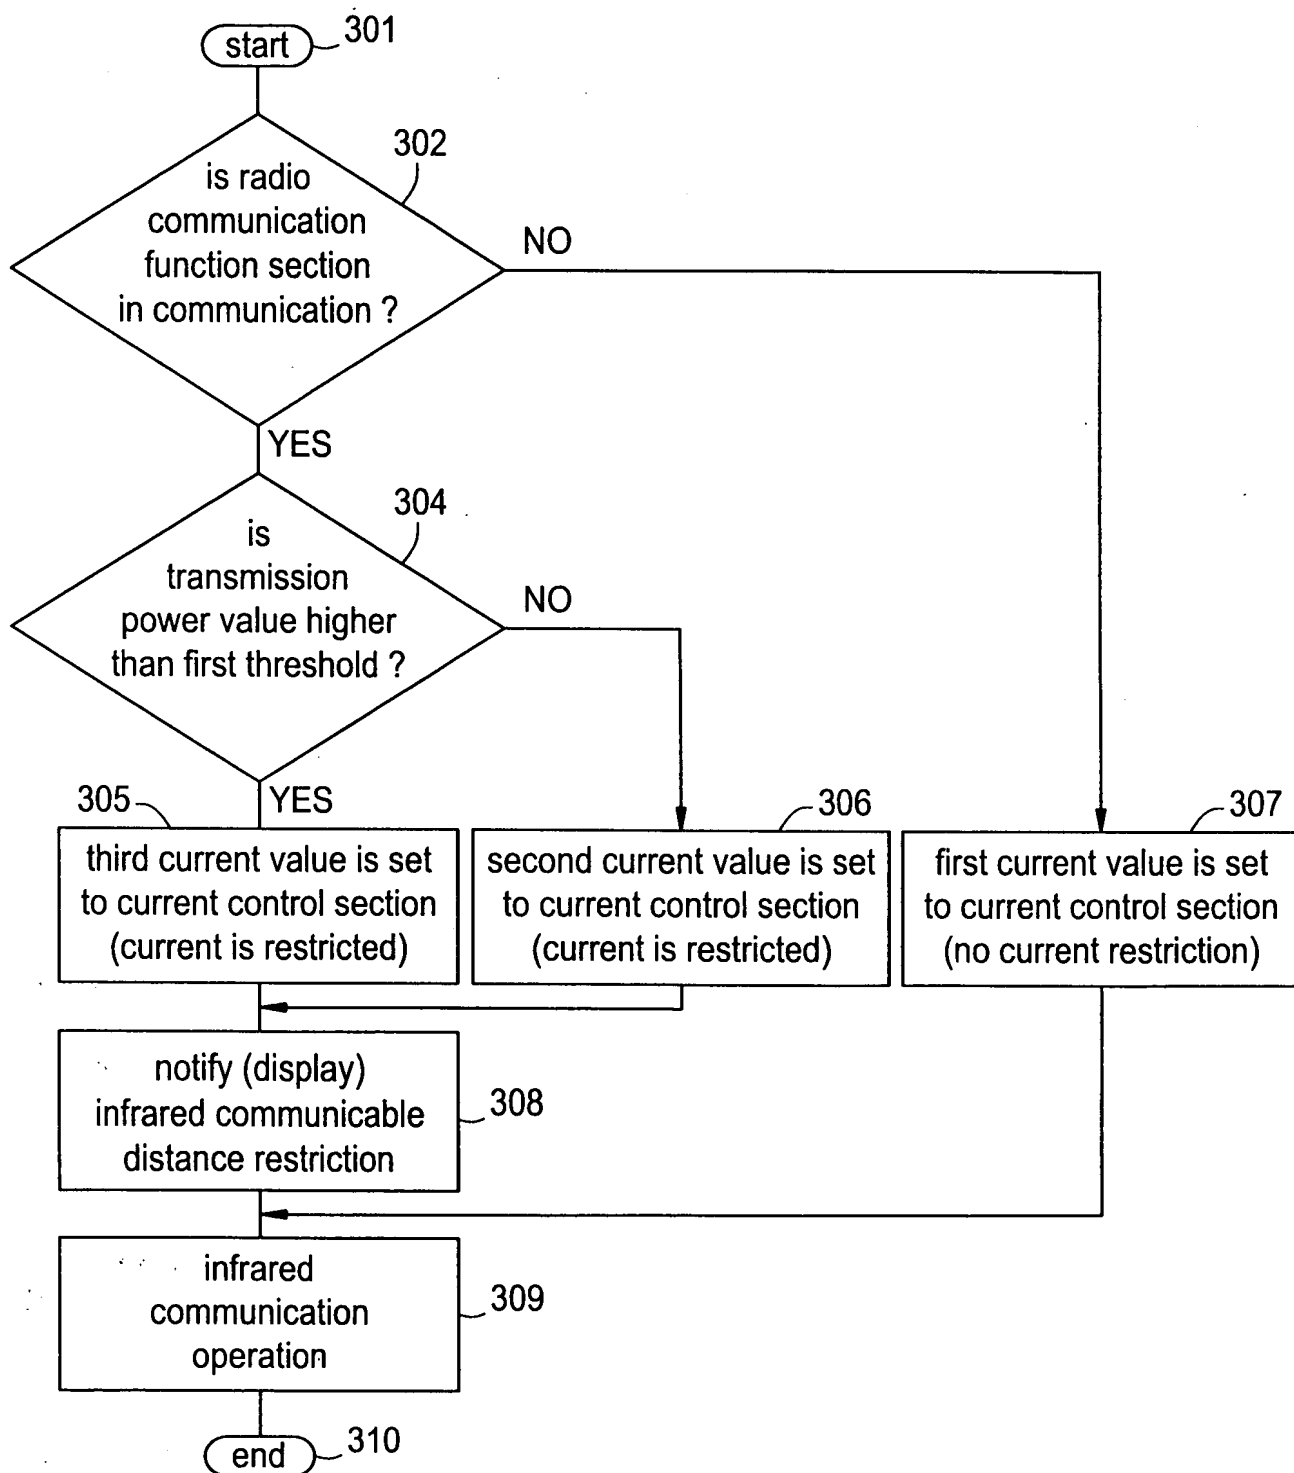 start
301
302
is radio
communication
function section
in communication ?
NO
YES
304
is
transmission
power value higher
than first threshold ?
NO
YES
305
306
307
third current value is set
to current control section
(current is restricted)
second current value is set
to current control section
(current is restricted)
first current value is set
to current control section
(no current restriction)
notify (display)
infrared communicable
distance restriction
308
infrared
communication
operation
309
end
310